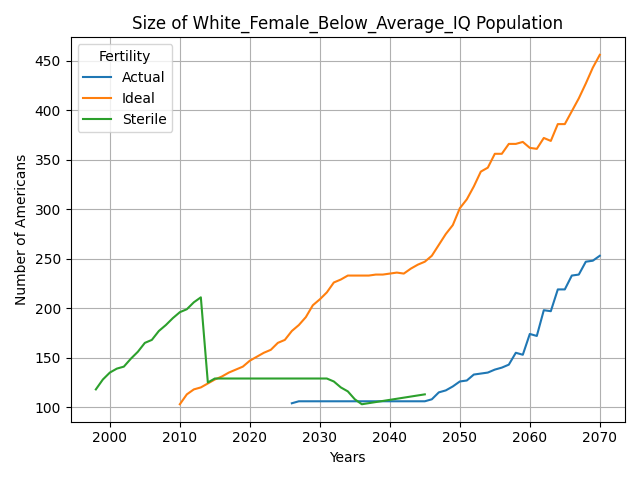 Size of White_Female_Below_Average_IQ Population
Fertility
Actual
Ideal
Sterile
Number of Americans
450
400
350
300
250
200
150
100
2000 2010 2020 2030 2040 2050 2060 2070
Years